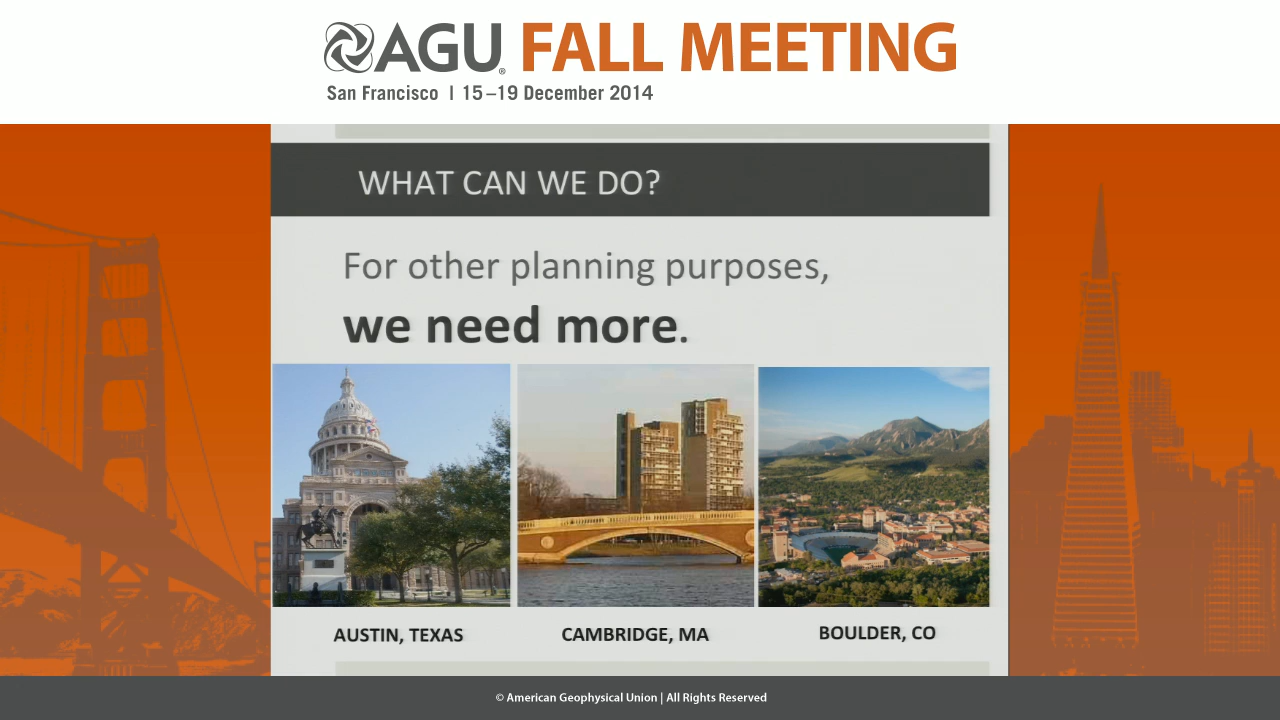 AGU® FALL MEETING
San Francisco | 15–19 December 2014
WHAT CAN WE DO?
For other planning purposes,
we need more.
AUSTIN, TEXAS
CAMBRIDGE, MA
BOULDER, CO
© American Geophysical Union | All Rights Reserved